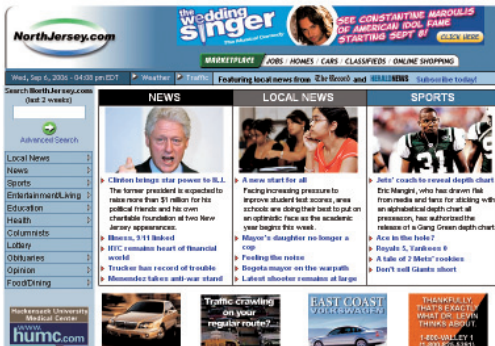 NorthJersey.com
the wedding singer
The Musical Comedy
SEE CONSTANTINE MAROULIS
OF AMERICAN IDOL FAME
STARTING SEPT 8!
CLICK HERE
MARKETPLACE JOBS / HOMES / CARS / CLASSIFIEDS / ONLINE SHOPPING
Wed, Sep 6, 2006 - 04:08 pm EDT
Weather Traffic
Featuring local news from The Record and HERALD NEWS Subscribe today!
Search NorthJersey.com
(last 2 weeks)
Advanced Search
Local News
News
Sports
Entertainment/Living
Education
Health
Columnists
Lottery
Obituaries
Opinion
Food/Dining
Hackensack University
Medical Center
www.
humc.com
NEWS
Clinton brings star power to N.J.
The former president is expected to
raise more than $1 million for his
political friends and his own
charitable foundation at two New
Jersey appearances.
Illness, 9/11 linked
NYC remains heart of financial
world
Trucker has record of trouble
Menendez takes anti-war stand
LOCAL NEWS
A new start for all
Facing increasing pressure to
improve student test scores, area
schools are doing their best to put on
an optimistic face as the academic
year begins this week.
Mayor's daughter no longer a
cop
Feeling the noise
Bogota mayor on the warpath
Latest shooter remains at large
SPORTS
31
Jets' coach to reveal depth chart
Eric Mangini, who has drawn flak
from media and fans for sticking with
an alphabetical depth chart all
preseason, has authorized the
release of a Gang Green depth chart.
Ace in the hole?
Royals 5, Yankees 0
A tale of 2 Mets' rookies
Don't sell Giants short
Traffic crawling
on your
regular route?...
EAST COAST
VOLKSWAGEN
THANKFULLY,
THAT'S EXACTLY
WHAT DR. LEVIN
THINKS ABOUT.
1-800-VALLEY 1